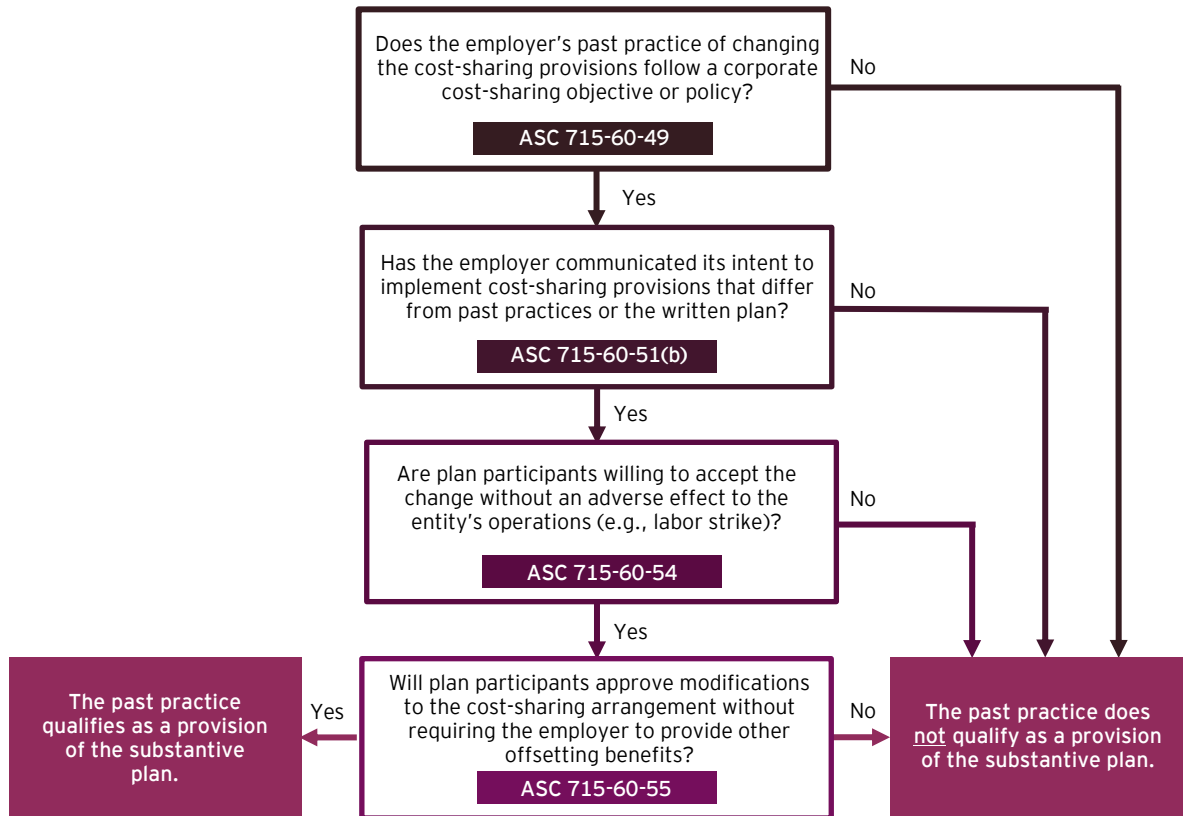 Does the employer's past practice of changing
the cost-sharing provisions follow a corporate
cost-sharing objective or policy?
ASC 715-60-49
No
Yes
Has the employer communicated its intent to
implement cost-sharing provisions that differ
from past practices or the written plan?
ASC 715-60-51(b)
No
Yes
Are plan participants willing to accept the
change without an adverse effect to the
entity's operations (e.g., labor strike)?
ASC 715-60-54
No
Yes
The past practice
qualifies as a provision
of the substantive
plan.
Yes
Will plan participants approve modifications
to the cost-sharing arrangement without
requiring the employer to provide other
offsetting benefits?
ASC 715-60-55
No
The past practice does
not qualify as a provision
of the substantive plan.